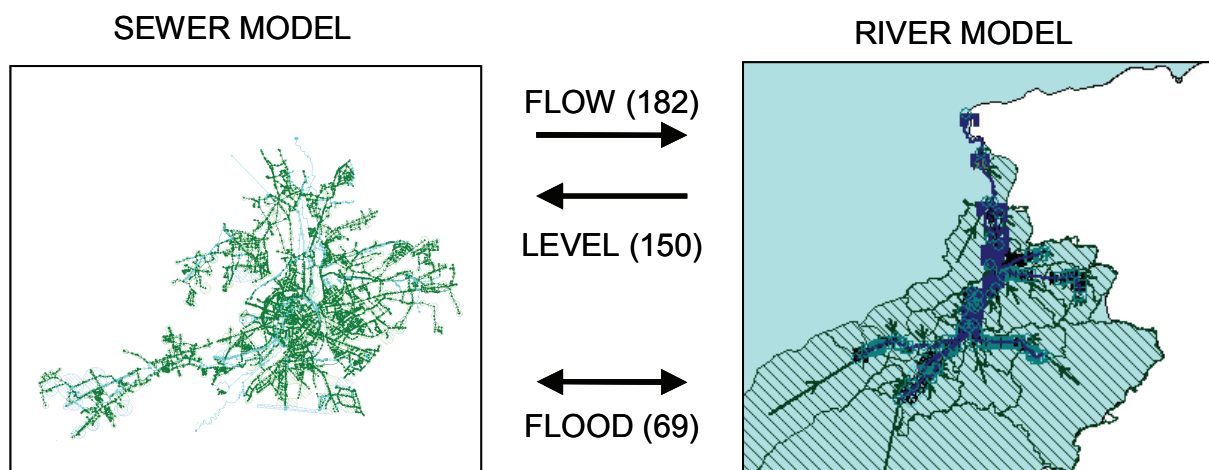 SEWER MODEL
RIVER MODEL
FLOW (182)
LEVEL (150)
FLOOD (69)